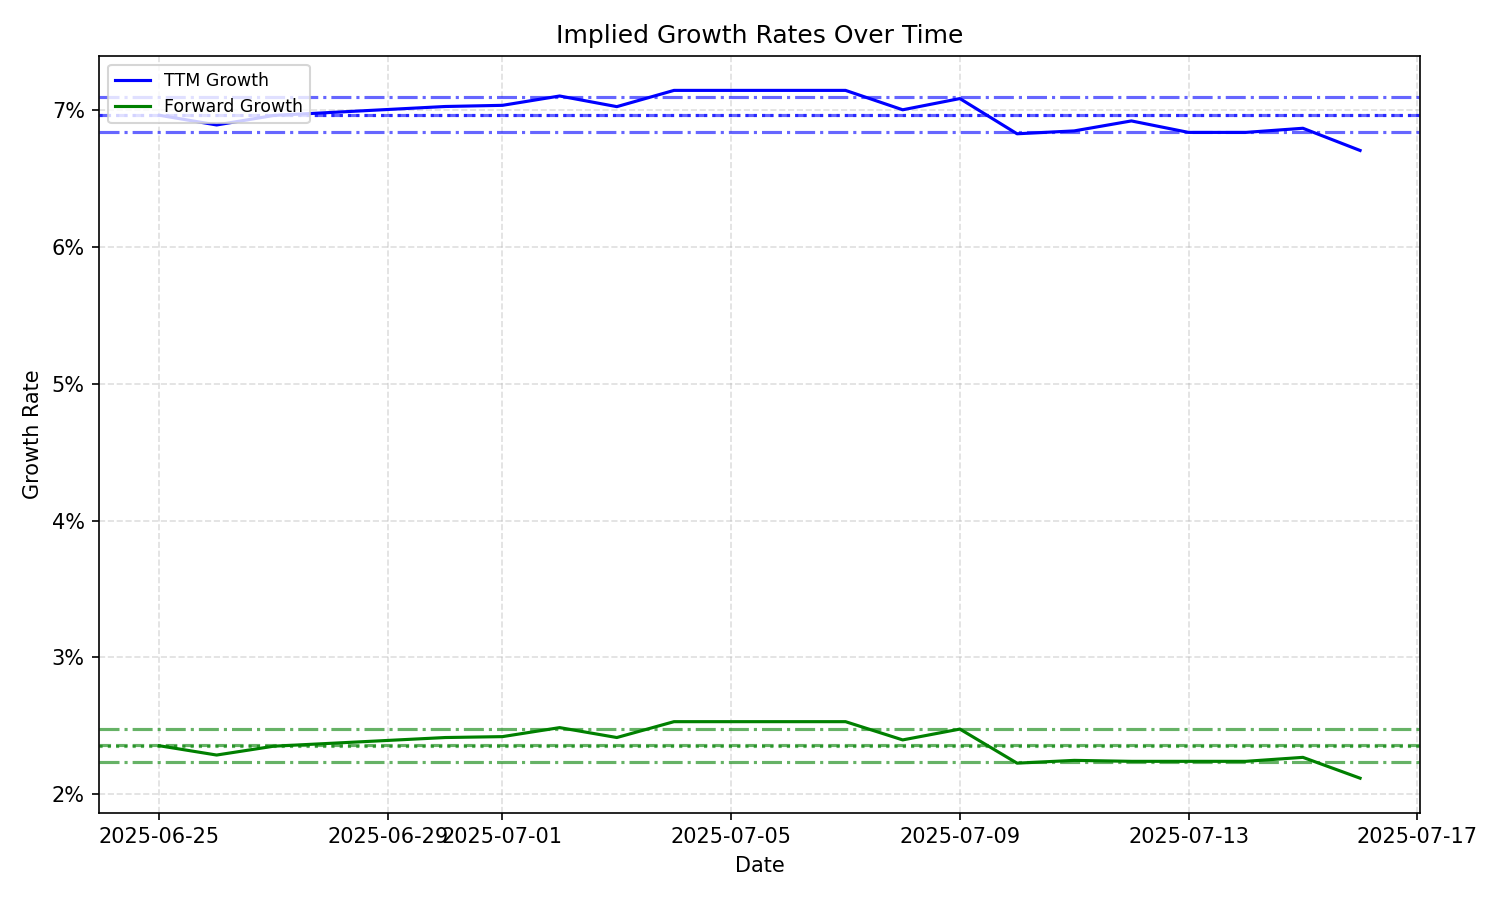 Implied Growth Rates Over Time
TTM Growth
Forward Growth
7%
6%
5%
4%
3%
2%
Growth Rate
2025-06-25
2025-06-29
2025-07-01
2025-07-05
2025-07-09
2025-07-13
2025-07-17
Date